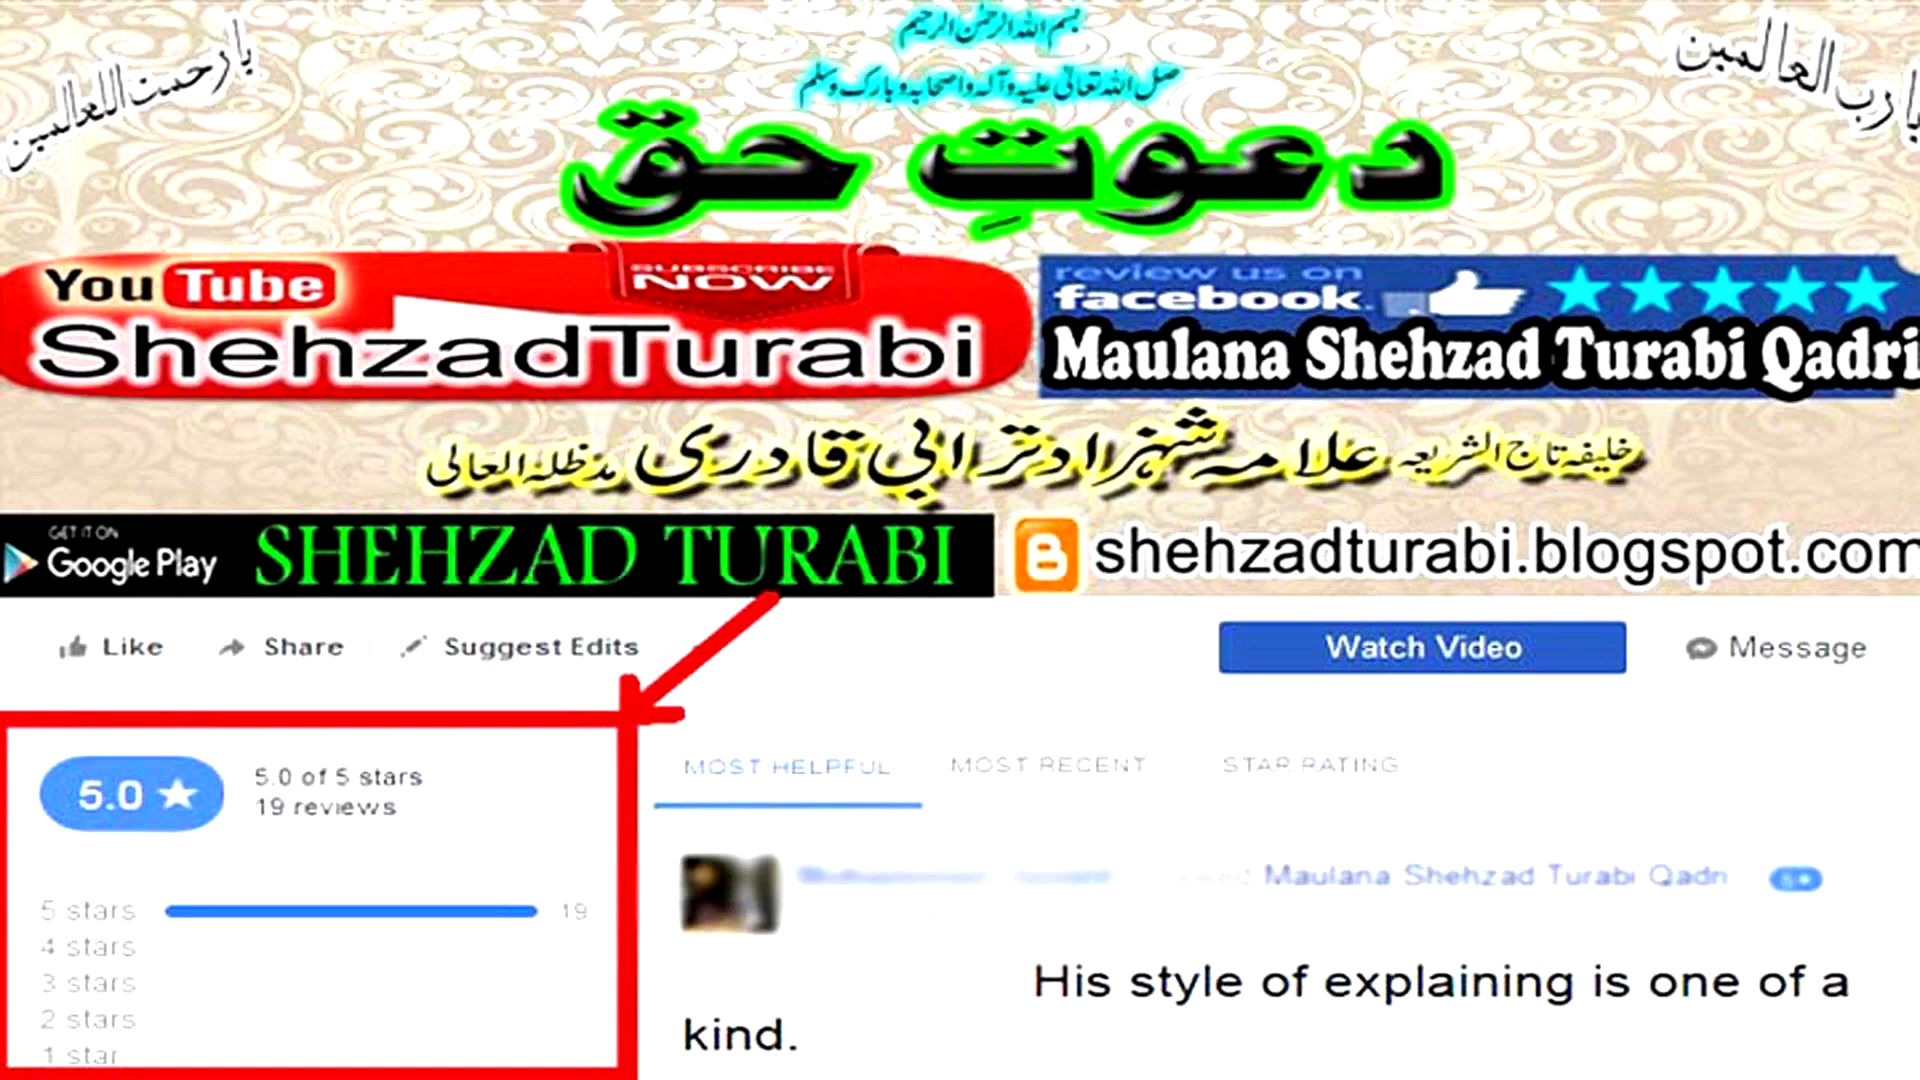 بسم اللہ الرحمٰن الرحیم
یا رب العالمین
یا رحمت اللعالمین
صلی اللہ تعالیٰ علیہ وآلہ واصحابہ وبارک وسلم
دعوتِ حق
YouTube
SUBSCRIBE
NOW
ShehzadTurabi
review us on
facebook.
Maulana Shehzad Turabi Qadri
خلیفہ تاج الشریعہ علامہ شہزاد ترابی قادری مدظلہ العالی
GET IT ON
Google Play
SHEHZAD TURABI
shehzadturabi.blogspot.com
Like Share Suggest Edits
Watch Video Message
5.0 ★
5.0 of 5 stars
19 reviews
5 stars 19
4 stars
3 stars
2 stars
1 star
MOST HELPFUL MOST RECENT STAR RATING
Maulana Shehzad Turabi Qadri
His style of explaining is one of a
kind.